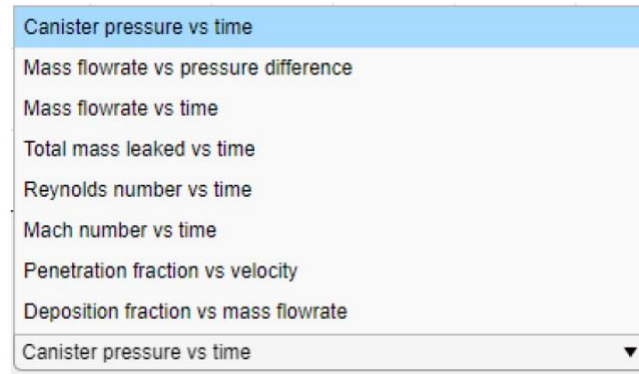 Canister pressure vs time
Mass flowrate vs pressure difference
Mass flowrate vs time
Total mass leaked vs time
Reynolds number vs time
Mach number vs time
Penetration fraction vs velocity
Deposition fraction vs mass flowrate
Canister pressure vs time